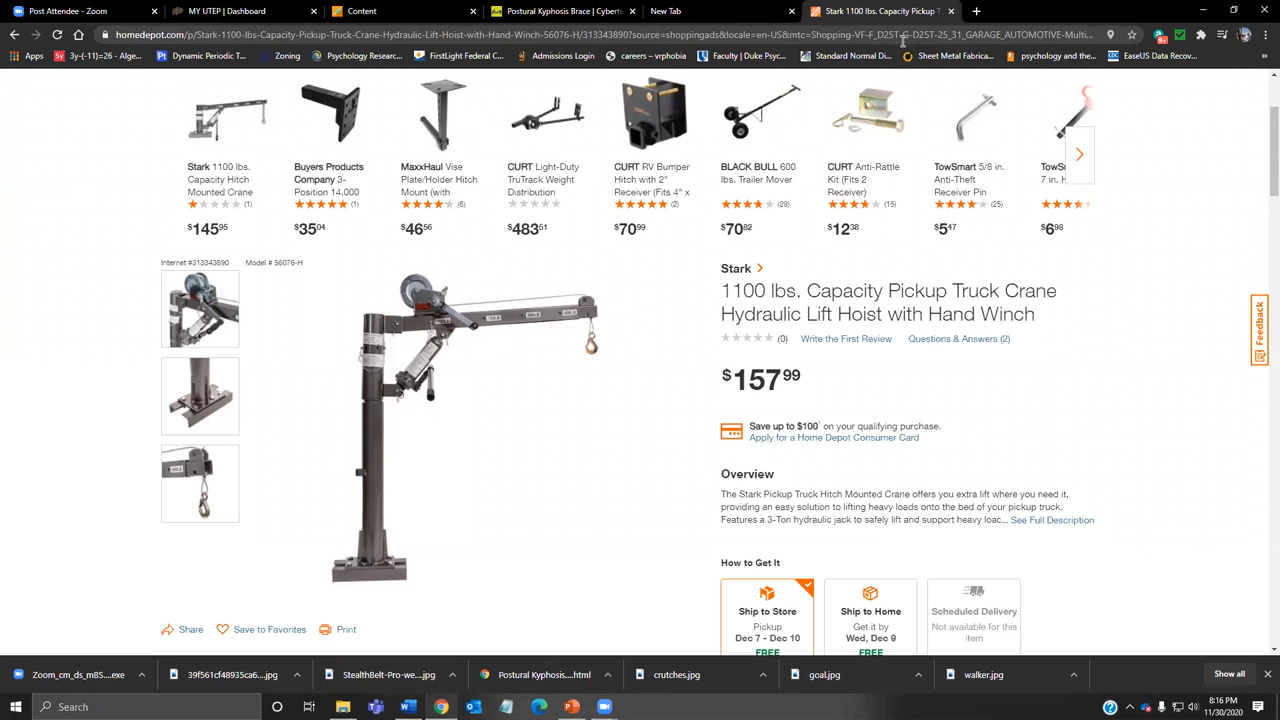 Dashboard
MY UTEP | Dashboard
Content
Postural Kyphosis Brace | Cybert
New Tab
Stark 1100 lbs. Capacity Pickup T
homedepot.com/p/Stark-1100-lbs-Capacity-Pickup-Truck-Crane-Hydraulic-Lift-Hoist-with-Hand-Winch-56076-H/313343890?source=shoppingads&locale=en-US&mtc=Shopping-VF-F_D25T-G-D25T-25_31_GARAGE_AUTOMOTIVE-Multi...
Apps
3y-(-11y)=-25 to st...
Dynamic Periodic T...
Zoning
Psychology Resear...
FirstLight Federal C...
Admissions Login
careers – vrphobia
Faculty | Duke Psyc...
Standard Normal Di...
Sheet Metal Fabrica...
psychology and the...
EaseUS Data Recov...
Stark 1100 lbs.
Capacity Hitch
Mounted Crane
(1)
$145 95
Buyers Products
Company 3-
Position 14,000
(1)
$35 04
MaxxHaul Vise
Plate/Holder Hitch
Mount (with
(6)
$46 56
CURT Light-Duty
TruTrack Weight
Distribution
$483 51
CURT RV Bumper
Hitch with 2"
Receiver (Fits 4" x
(2)
$70 99
BLACK BULL 600
lbs. Trailer Mover
(29)
$70 82
CURT Anti-Rattle
Kit (Fits 2
Receiver)
(15)
$12 38
TowSmart 5/8 in.
Anti-Theft
Receiver Pin
(25)
$5 47
TowS
7 in. H
$6 98
Internet #313343890 Model # 56076-H
Stark
1100 lbs. Capacity Pickup Truck Crane
Hydraulic Lift Hoist with Hand Winch
(0) Write the First Review Questions & Answers (2)
$157 99
Save up to $100 on your qualifying purchase.
Apply for a Home Depot Consumer Card
Overview
The Stark Pickup Truck Hitch Mounted Crane offers you extra lift where you need it,
providing an easy solution to lifting heavy loads onto the bed of your pickup truck.
Features a 3-Ton hydraulic jack to safely lift and support heavy loac... See Full Description
How to Get It
Ship to Store
Pickup
Dec 7 - Dec 10
FREE
Ship to Home
Get it by
Wed, Dec 9
FREE
Scheduled Delivery
Not available for this
item
Share
Save to Favorites
Print
Feedback
Zoom_cm_ds_mBS....exe
39f561cf48935ca6...jpg
StealthBelt-Pro-we....jpg
Postural Kyphosis....html
crutches.jpg
goal.jpg
walker.jpg
Show all
Search
8:16 PM
11/30/2020